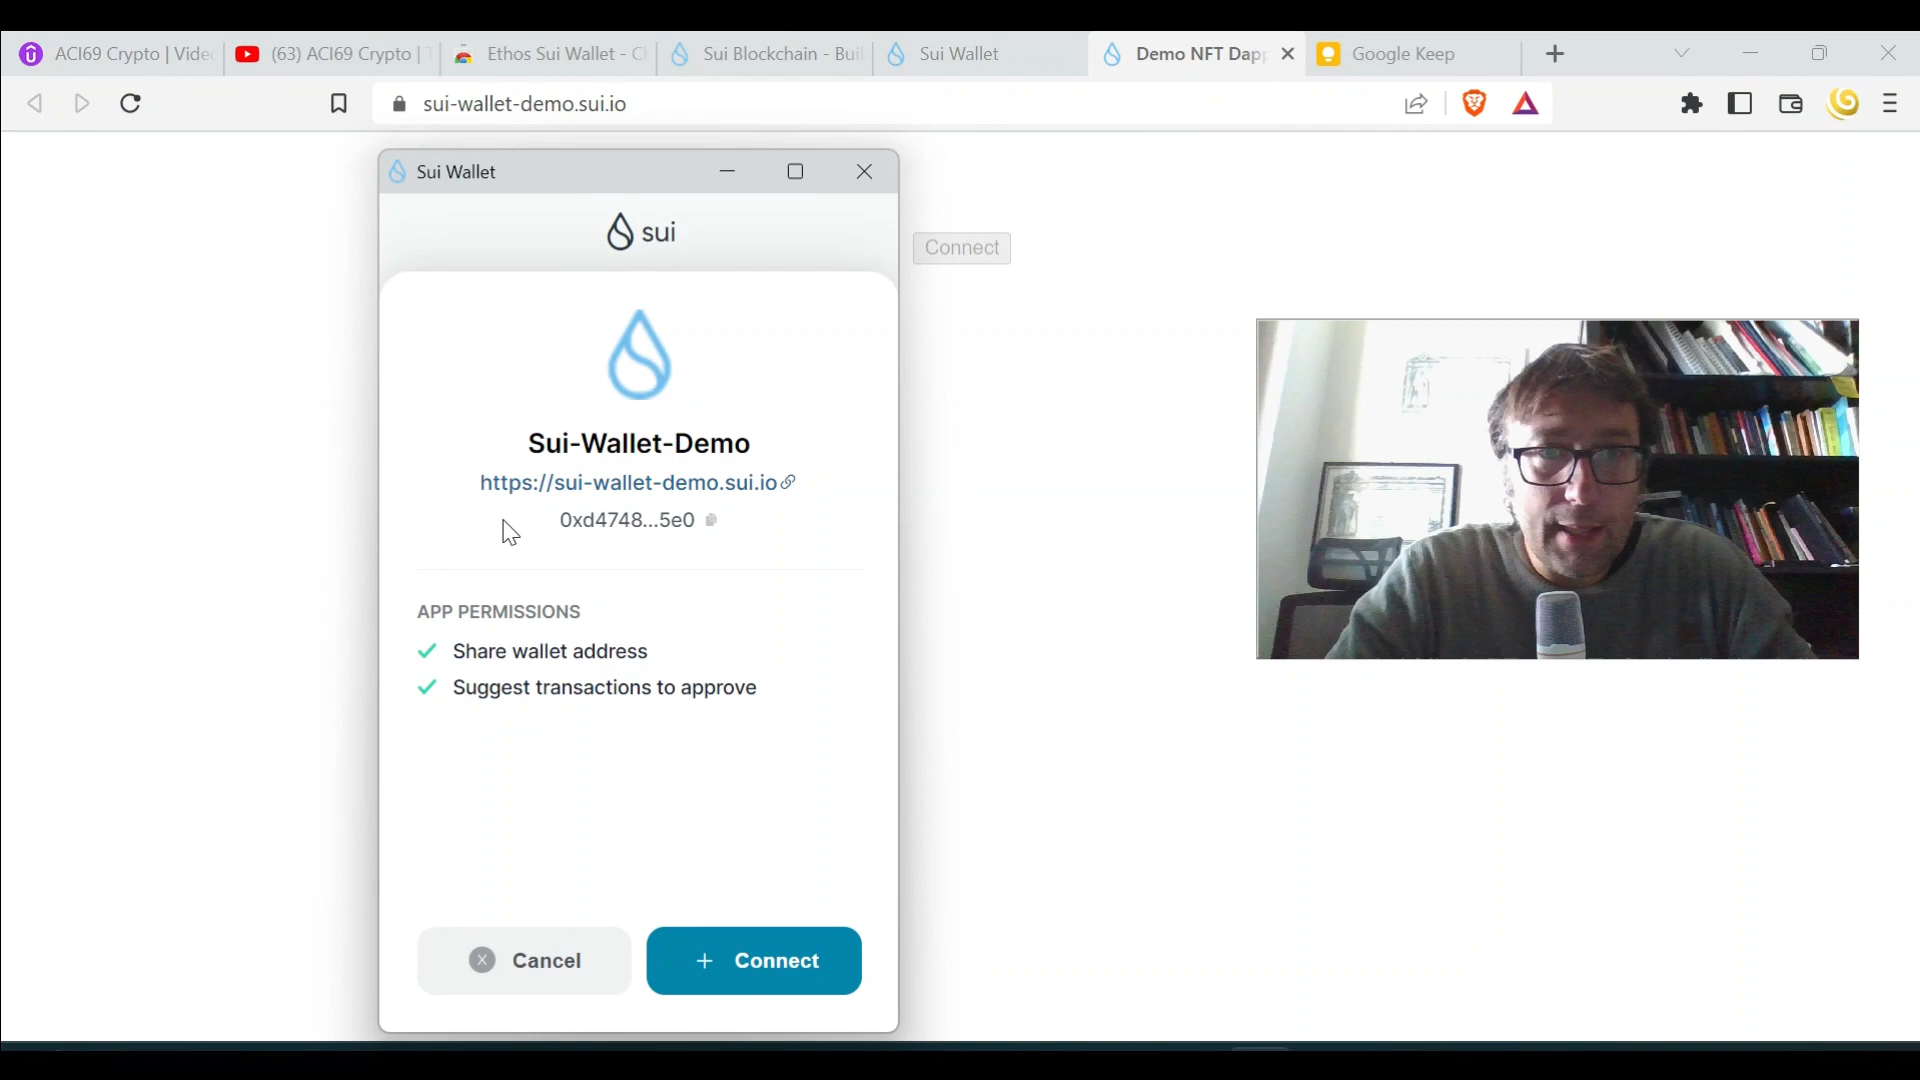 ACI69 Crypto | Vide
(63) ACI69 Crypto |
Ethos Sui Wallet - C
Sui Blockchain - Buil
Sui Wallet
Demo NFT Dap
Google Keep
sui-wallet-demo.sui.io
Sui Wallet
sui
Connect
Sui-Wallet-Demo
https://sui-wallet-demo.sui.io
0xd4748...5e0
APP PERMISSIONS
Share wallet address
Suggest transactions to approve
Cancel
+ Connect